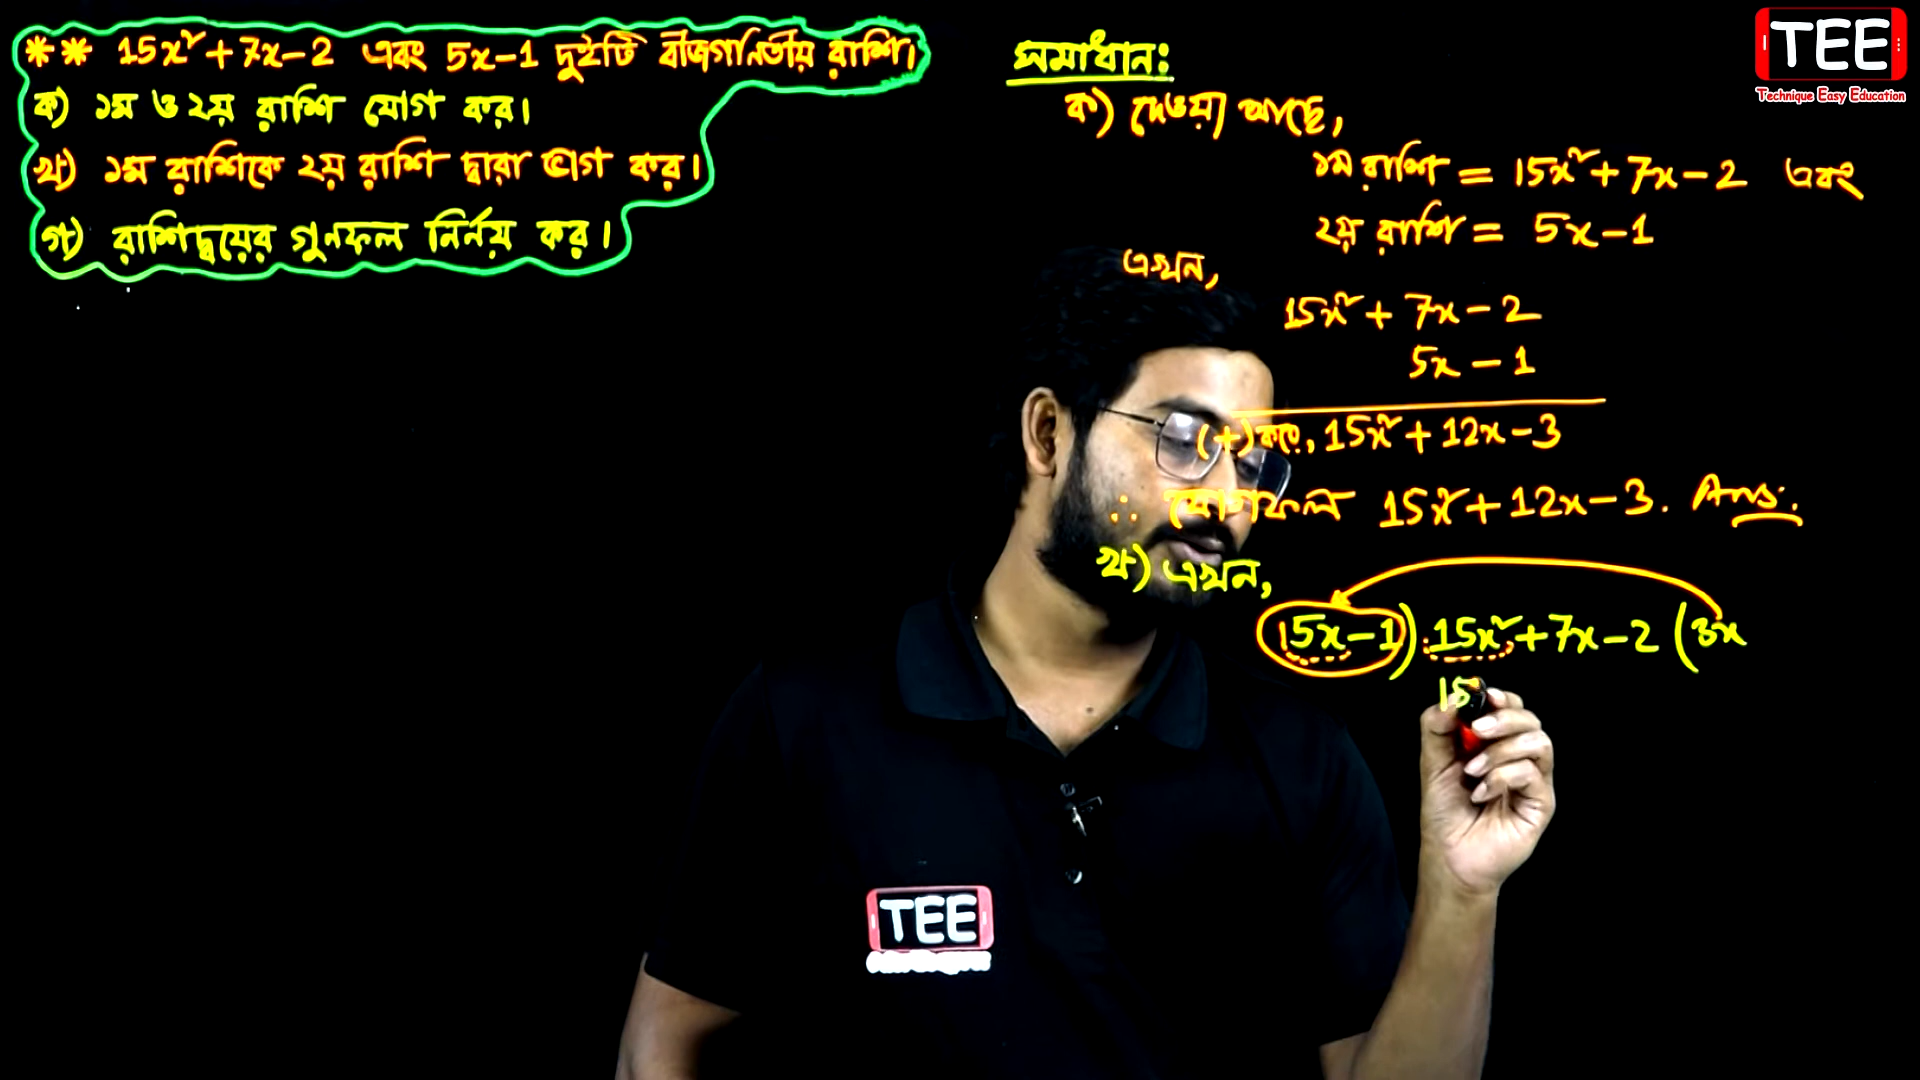 ** 15x²+7x-2 এবং 5x-1 দুইটি বীজগানিতীয় রাশি।
ক) ১ম ও ২য় রাশি যোগ কর।
খ) ১ম রাশিকে ২য় রাশি দ্বারা ভাগ কর।
গ) রাশিদ্বয়ের গুনফল নির্নয় কর।
সমাধান:
ক) দেওয়া আছে,
১ম রাশি = 15x²+7x-2 এবং
২য় রাশি = 5x-1
এখন,
15x²+ 7x-2
5x-1
(+) করে, 15x²+12x-3
∴ যোগফল 15x²+12x-3. Ans:
খ) এখন,
5x-1) 15x²+7x-2 (3x
15
TEE
Technique Easy Education
TEE